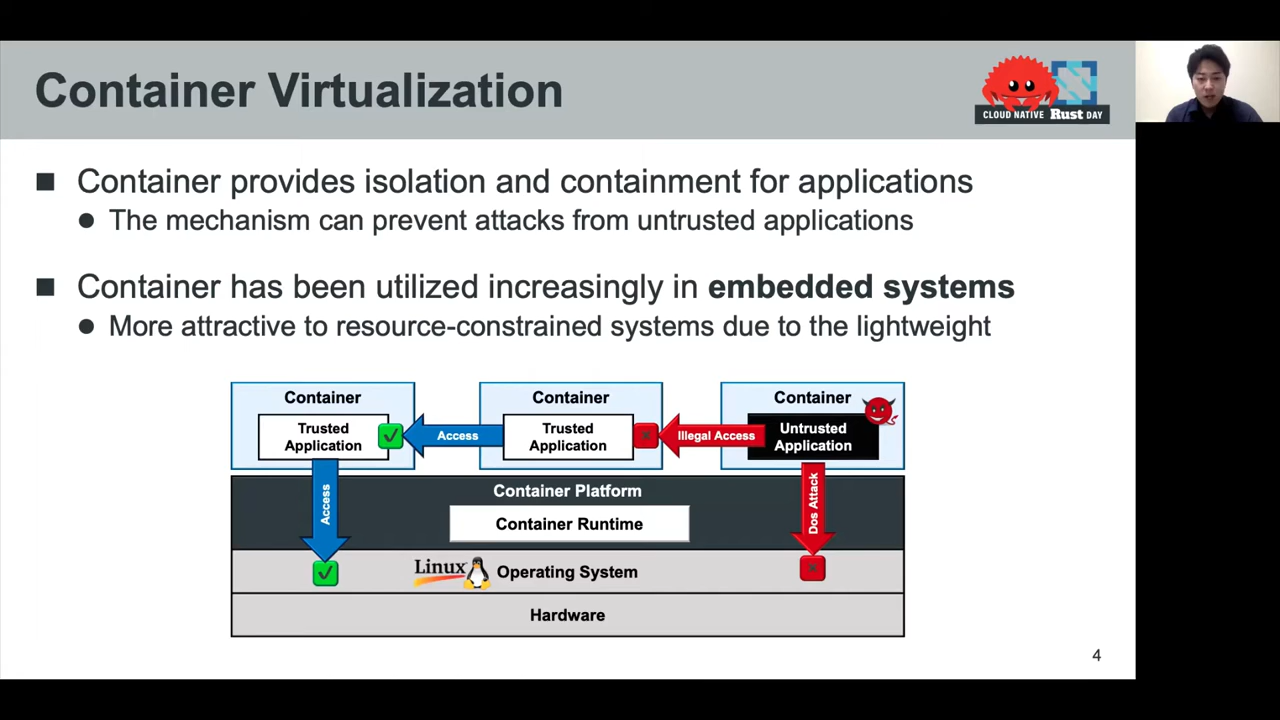 Container Virtualization
CLOUD NATIVE Rust DAY
Container provides isolation and containment for applications
The mechanism can prevent attacks from untrusted applications
Container has been utilized increasingly in embedded systems
More attractive to resource-constrained systems due to the lightweight
Container
Trusted
Application
Access
Container
Trusted
Application
Illegal Access
Container
Untrusted
Application
Access
Dos Attack
Container Platform
Container Runtime
Linux
Operating System
Hardware
4